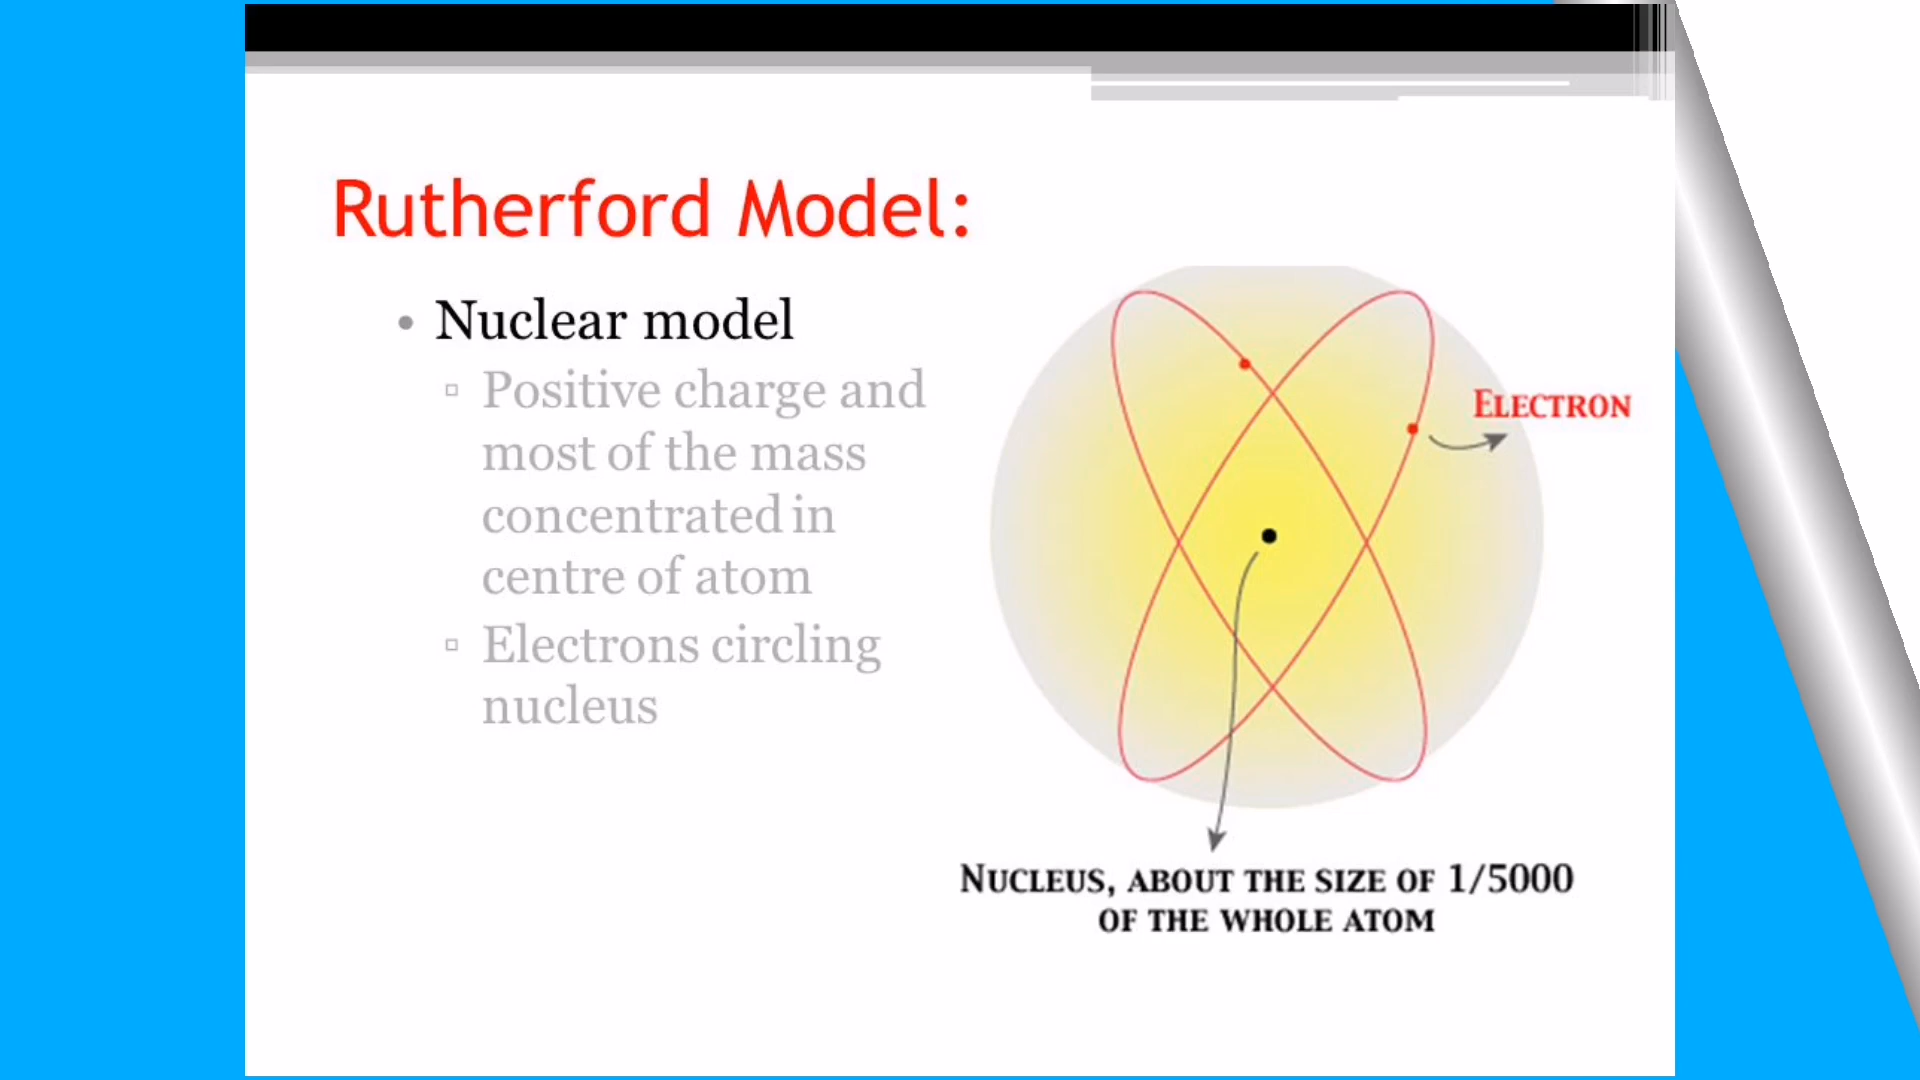 Rutherford Model:
• Nuclear model
▫ Positive charge and
most of the mass
concentrated in
centre of atom
▫ Electrons circling
nucleus
ELECTRON
NUCLEUS, ABOUT THE SIZE OF 1/5000
OF THE WHOLE ATOM